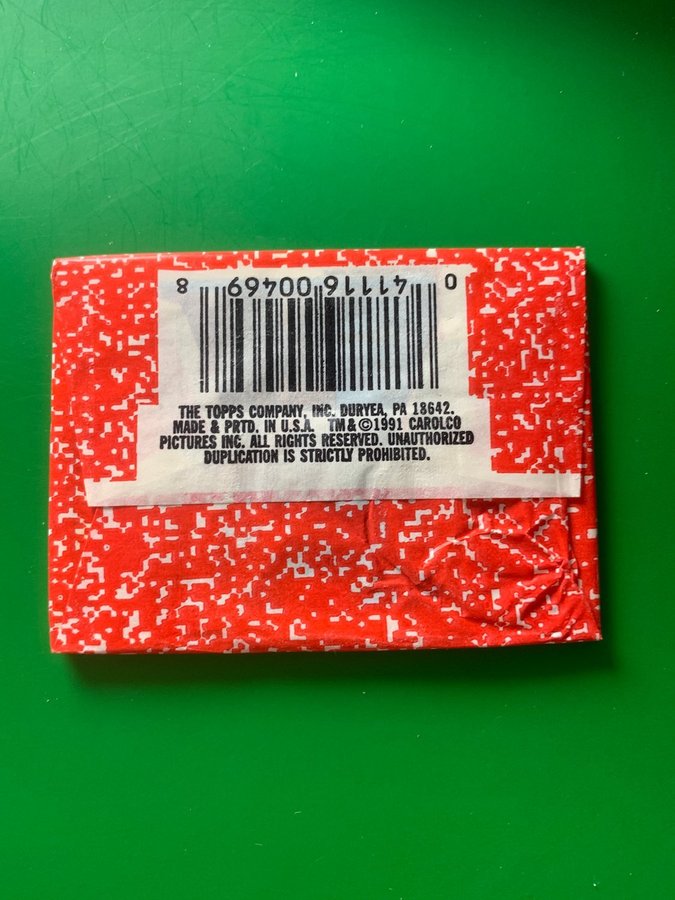 0 41116 00469 8
THE TOPPS COMPANY, INC. DURYEA, PA 18642.
MADE & PRTD. IN U.S.A. TM & © 1991 CAROLCO
PICTURES INC. ALL RIGHTS RESERVED. UNAUTHORIZED
DUPLICATION IS STRICTLY PROHIBITED.